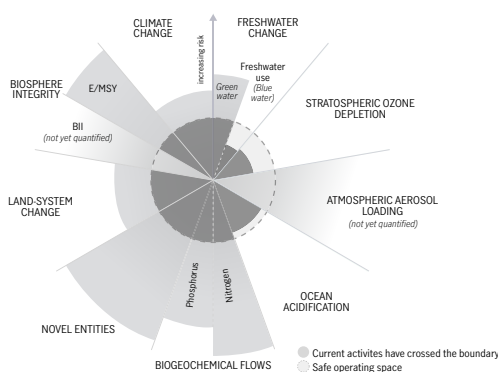 CLIMATE
CHANGE
increasing risk
FRESHWATER
CHANGE
Green
water
Freshwater
use
(Blue
water)
STRATOSPHERIC OZONE
DEPLETION
ATMOSPHERIC AEROSOL
LOADING
(not yet quantified)
OCEAN
ACIDIFICATION
Nitrogen
Phosphorus
BIOGEOCHEMICAL FLOWS
NOVEL ENTITIES
LAND-SYSTEM
CHANGE
BIOSPHERE
INTEGRITY
E/MSY
BII
(not yet quantified)
Current activites have crossed the boundary
Safe operating space